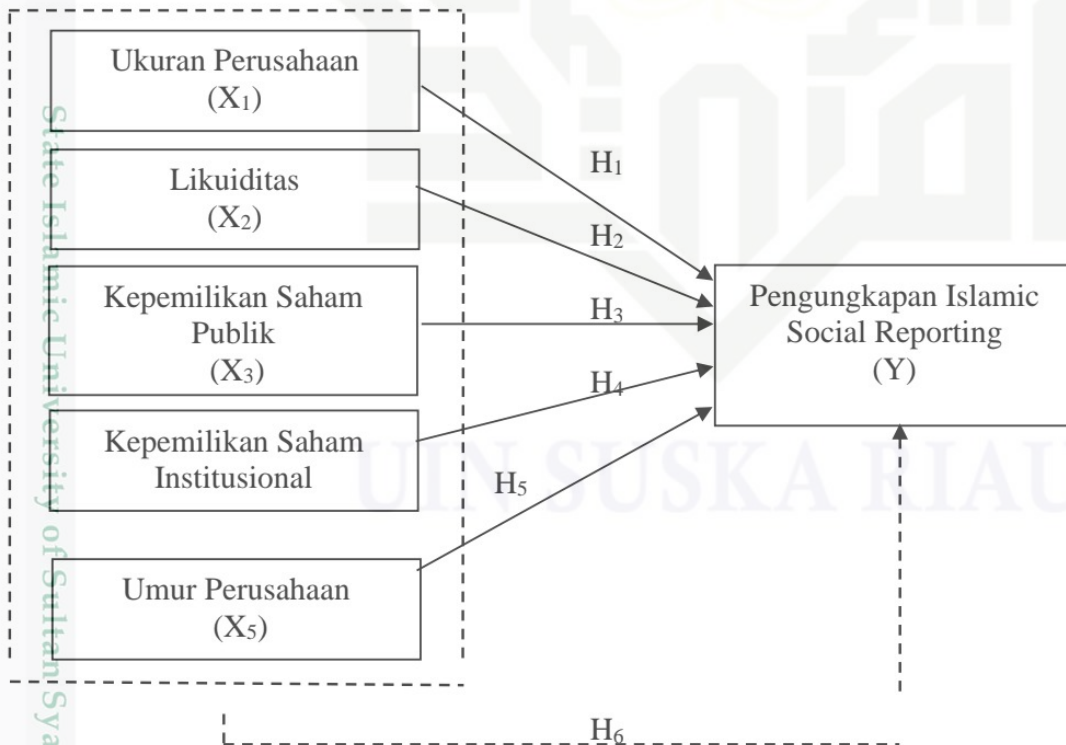 Ukuran Perusahaan
(X₁)
Likuiditas
(X₂)
Kepemilikan Saham
Publik
(X₃)
Kepemilikan Saham
Institusional
Umur Perusahaan
(X₅)
H₁
H₂
H₃
H₄
H₅
Pengungkapan Islamic
Social Reporting
(Y)
H₆
State Islamic University of Sultan Sya
UIN SUSKA RIAU